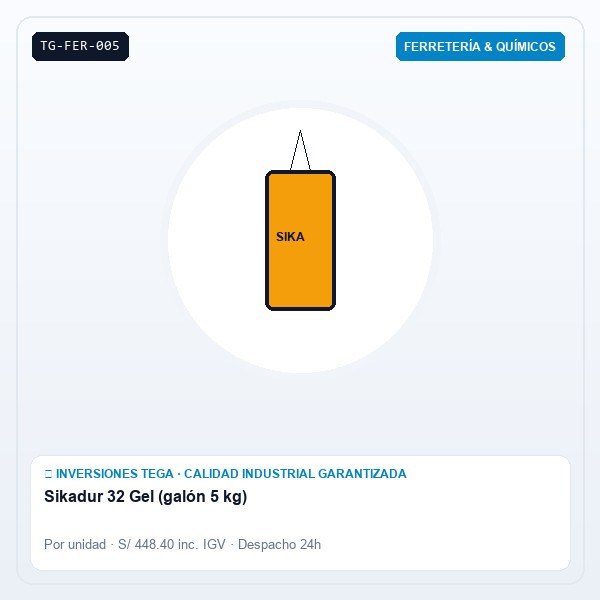 TG-FER-005
FERRETERÍA & QUÍMICOS
SIKA
INVERSIONES TEGA · CALIDAD INDUSTRIAL GARANTIZADA
Sikadur 32 Gel (galón 5 kg)
Por unidad · S/ 448.40 inc. IGV · Despacho 24h